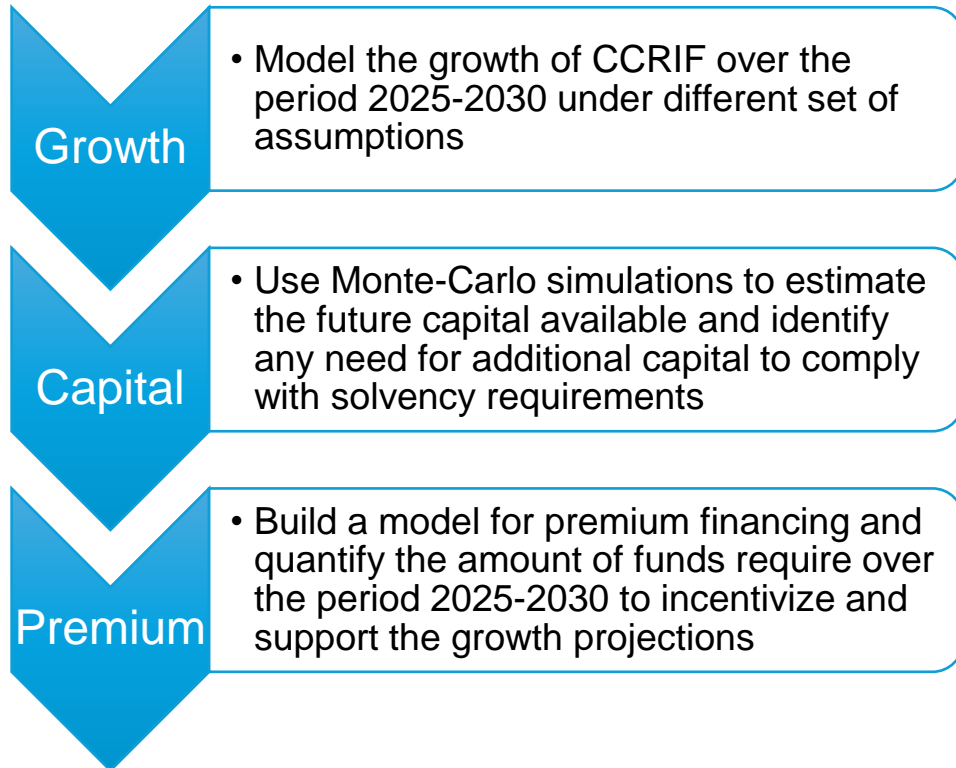 Growth
• Model the growth of CCRIF over the
period 2025-2030 under different set of
assumptions
Capital
• Use Monte-Carlo simulations to estimate
the future capital available and identify
any need for additional capital to comply
with solvency requirements
Premium
• Build a model for premium financing and
quantify the amount of funds require over
the period 2025-2030 to incentivize and
support the growth projections